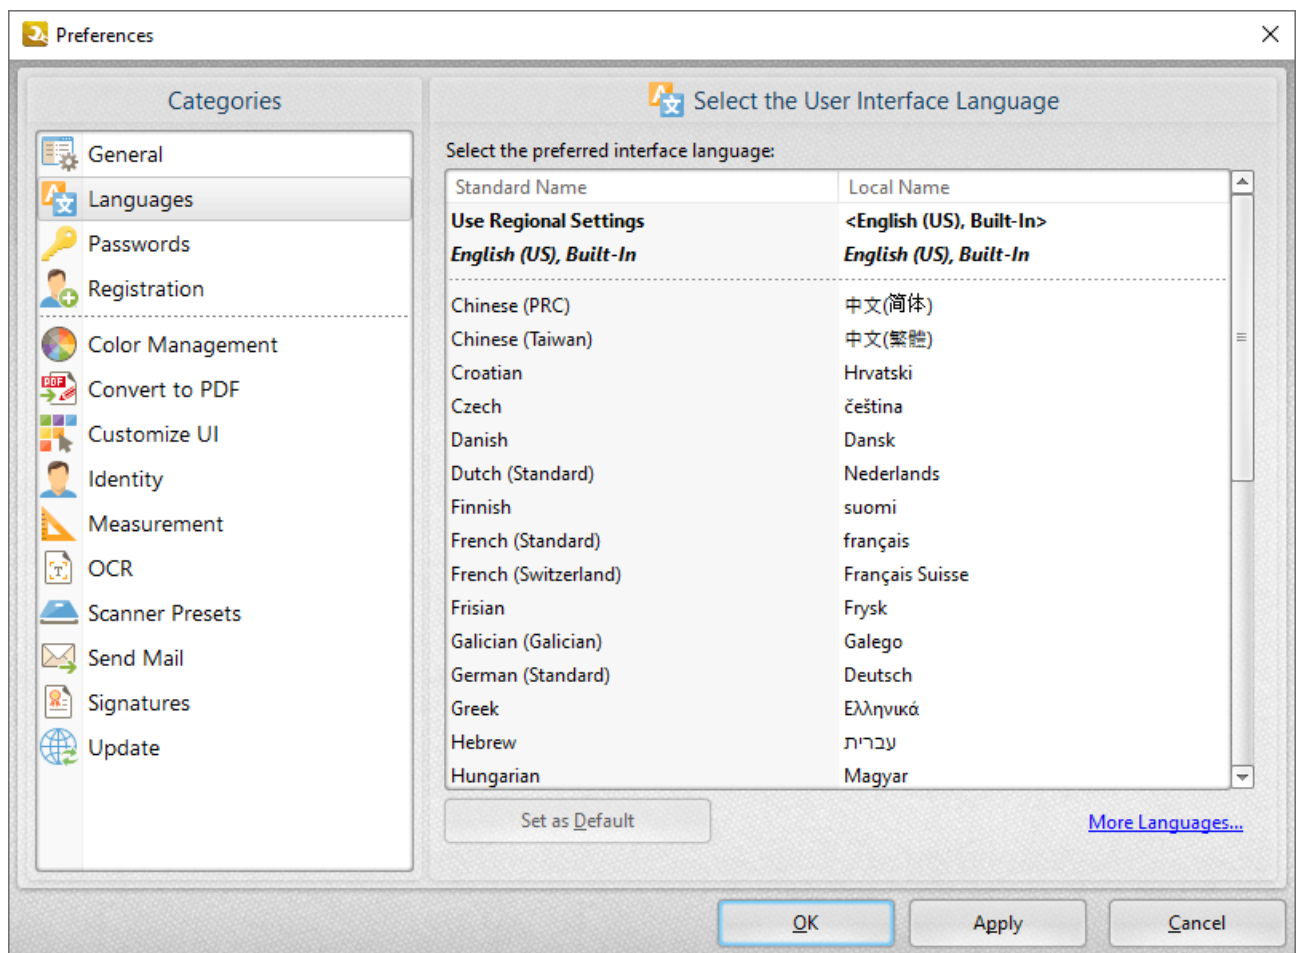 Preferences
Categories
General
Languages
Passwords
Registration
Color Management
Convert to PDF
Customize UI
Identity
Measurement
OCR
Scanner Presets
Send Mail
Signatures
Update
Select the User Interface Language
Select the preferred interface language:
Standard Name Local Name
Use Regional Settings <English (US), Built-In>
English (US), Built-In English (US), Built-In
Chinese (PRC) 中文(简体)
Chinese (Taiwan) 中文(繁體)
Croatian Hrvatski
Czech čeština
Danish Dansk
Dutch (Standard) Nederlands
Finnish suomi
French (Standard) français
French (Switzerland) Français Suisse
Frisian Frysk
Galician (Galician) Galego
German (Standard) Deutsch
Greek Ελληνικά
Hebrew עברית
Hungarian Magyar
Set as Default More Languages...
OK Apply Cancel